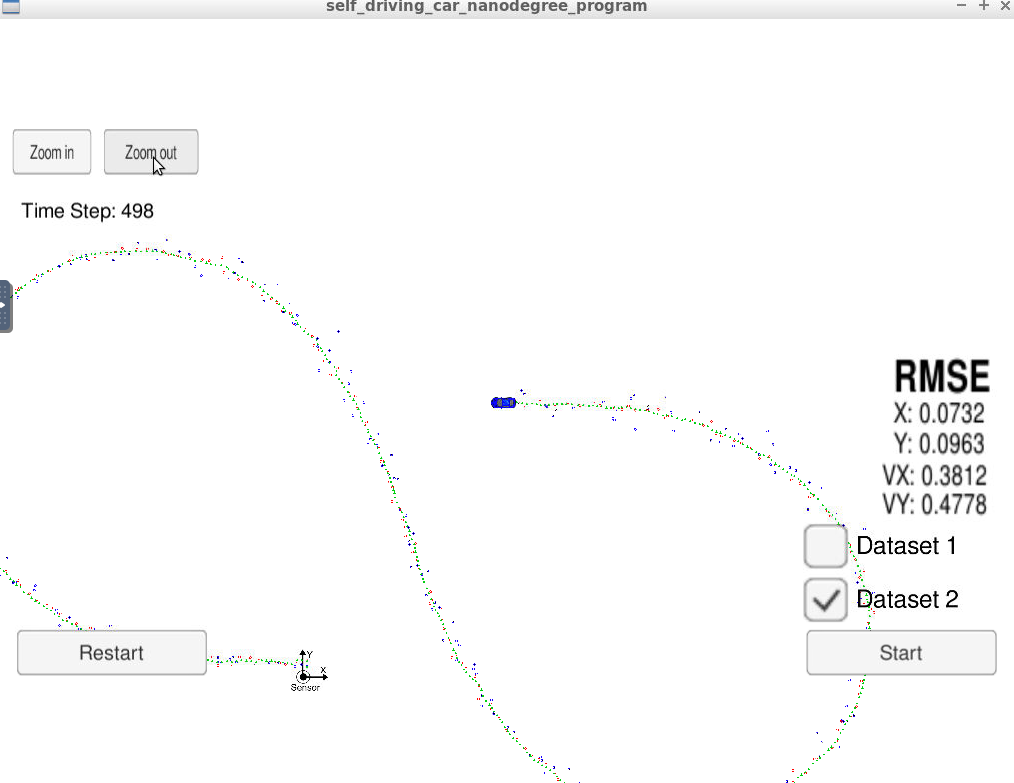 self_driving_car_nanodegree_program
Zoom in
Zoom out
Time Step: 498
RMSE
X: 0.0732
Y: 0.0963
VX: 0.3812
VY: 0.4778
Dataset 1
Dataset 2
Restart
Y
X
Sensor
Start